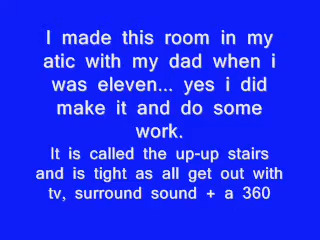 I made this room in my
atic with my dad when i
was eleven... yes i did
make it and do some
work.
It is called the up-up stairs
and is tight as all get out with
tv, surround sound + a 360